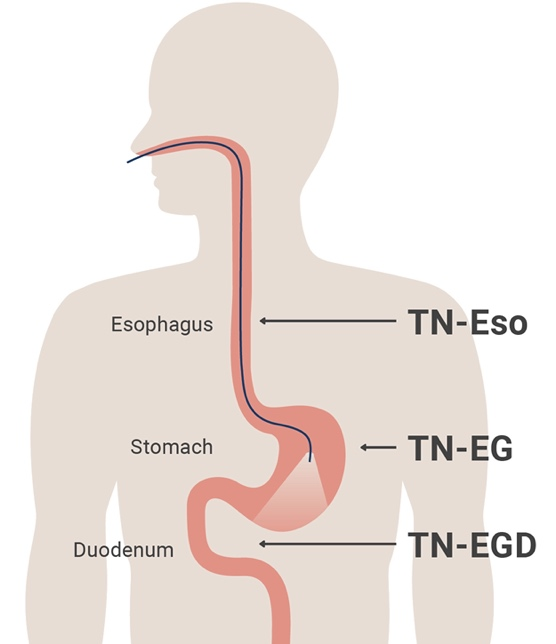 Esophagus
TN-Eso
Stomach
TN-EG
Duodenum
TN-EGD